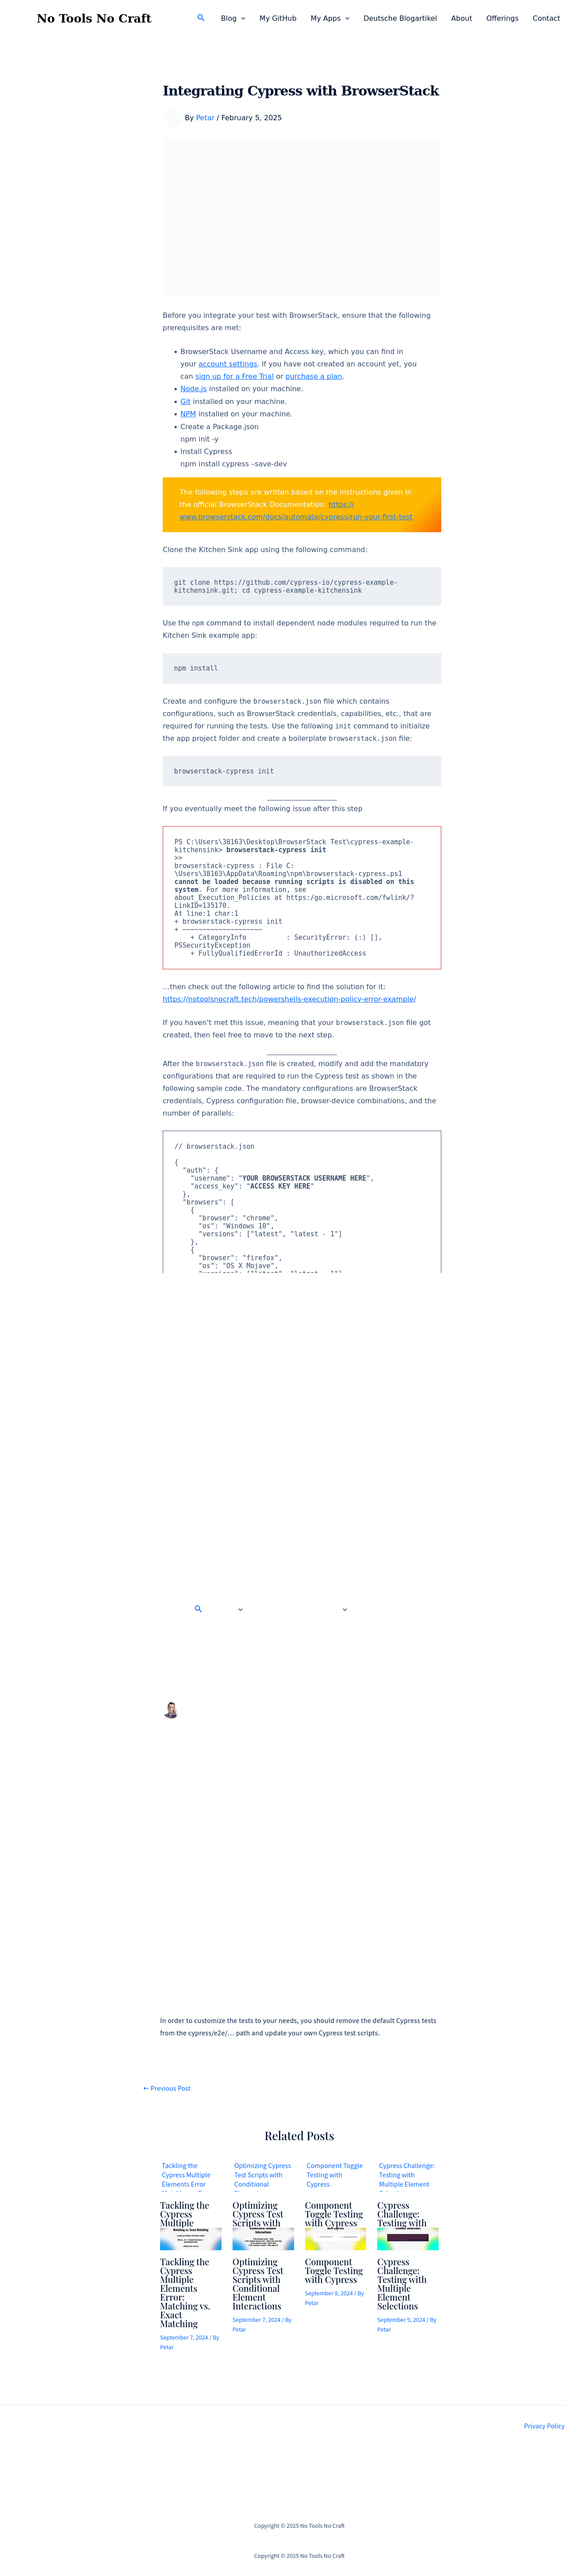 No Tools No Craft
Blog
My GitHub
My Apps
Deutsche Blogartikel
About
Offerings
Contact
Integrating Cypress with BrowserStack
By Petar / February 5, 2025
Before you integrate your test with BrowserStack, ensure that the following
prerequisites are met:
• BrowserStack Username and Access key, which you can find in
your account settings. If you have not created an account yet, you
can sign up for a Free Trial or purchase a plan.
• Node.js installed on your machine.
• Git installed on your machine.
• NPM installed on your machine.
• Create a Package.json
npm init -y
• Install Cypress
npm install cypress –save-dev
The following steps are written based on the instructions given in
the official BrowserStack Documentation: https://
www.browserstack.com/docs/automate/cypress/run-your-first-test
Clone the Kitchen Sink app using the following command:
git clone https://github.com/cypress-io/cypress-example-
kitchensink.git; cd cypress-example-kitchensink
Use the npm command to install dependent node modules required to run the
Kitchen Sink example app:
npm install
Create and configure the browserstack.json file which contains
configurations, such as BrowserStack credentials, capabilities, etc., that are
required for running the tests. Use the following init command to initialize
the app project folder and create a boilerplate browserstack.json file:
browserstack-cypress init
If you eventually meet the following issue after this step
PS C:\Users\38163\Desktop\BrowserStack Test\cypress-example-
kitchensink> browserstack-cypress init
>>
browserstack-cypress : File C:
\Users\38163\AppData\Roaming\npm\browserstack-cypress.ps1
cannot be loaded because running scripts is disabled on this
system. For more information, see
about_Execution_Policies at https:/go.microsoft.com/fwlink/?
LinkID=135170.
At line:1 char:1
+ browserstack-cypress init
+ ~~~~~~~~~~~~~~~~~~~~
+ CategoryInfo          : SecurityError: (:) [],
PSSecurityException
+ FullyQualifiedErrorId : UnauthorizedAccess
…then check out the following article to find the solution for it:
https://notoolsnocraft.tech/powershells-execution-policy-error-example/
If you haven't met this issue, meaning that your browserstack.json file got
created, then feel free to move to the next step.
After the browserstack.json file is created, modify and add the mandatory
configurations that are required to run the Cypress test as shown in the
following sample code. The mandatory configurations are BrowserStack
credentials, Cypress configuration file, browser-device combinations, and the
number of parallels:
// browserstack.json
{
"auth": {
"username": "YOUR BROWSERSTACK USERNAME HERE",
"access_key": "ACCESS KEY HERE"
},
"browsers": [
{
"browser": "chrome",
"os": "Windows 10",
"versions": ["latest", "latest - 1"]
},
{
"browser": "firefox",
"os": "OS X Mojave",
In order to customize the tests to your needs, you should remove the default Cypress tests
from the cypress/e2e/… path and update your own Cypress test scripts.
← Previous Post
Related Posts
Tackling the
Cypress Multiple
Elements Error
Optimizing Cypress
Test Scripts with
Conditional
Component Toggle
Testing with
Cypress
Cypress Challenge:
Testing with
Multiple Element
Tackling the
Cypress
Multiple
Optimizing
Cypress Test
Scripts with
Component
Toggle Testing
with Cypress
Cypress
Challenge:
Testing with
Tackling the
Cypress
Multiple
Elements
Error:
Matching vs.
Exact
Matching
September 7, 2024 / By
Petar
Optimizing
Cypress Test
Scripts with
Conditional
Element
Interactions
September 7, 2024 / By
Petar
Component
Toggle Testing
with Cypress
September 8, 2024 / By
Petar
Cypress
Challenge:
Testing with
Multiple
Element
Selections
September 9, 2024 / By
Petar
Privacy Policy
Copyright © 2025 No Tools No Craft
Copyright © 2025 No Tools No Craft